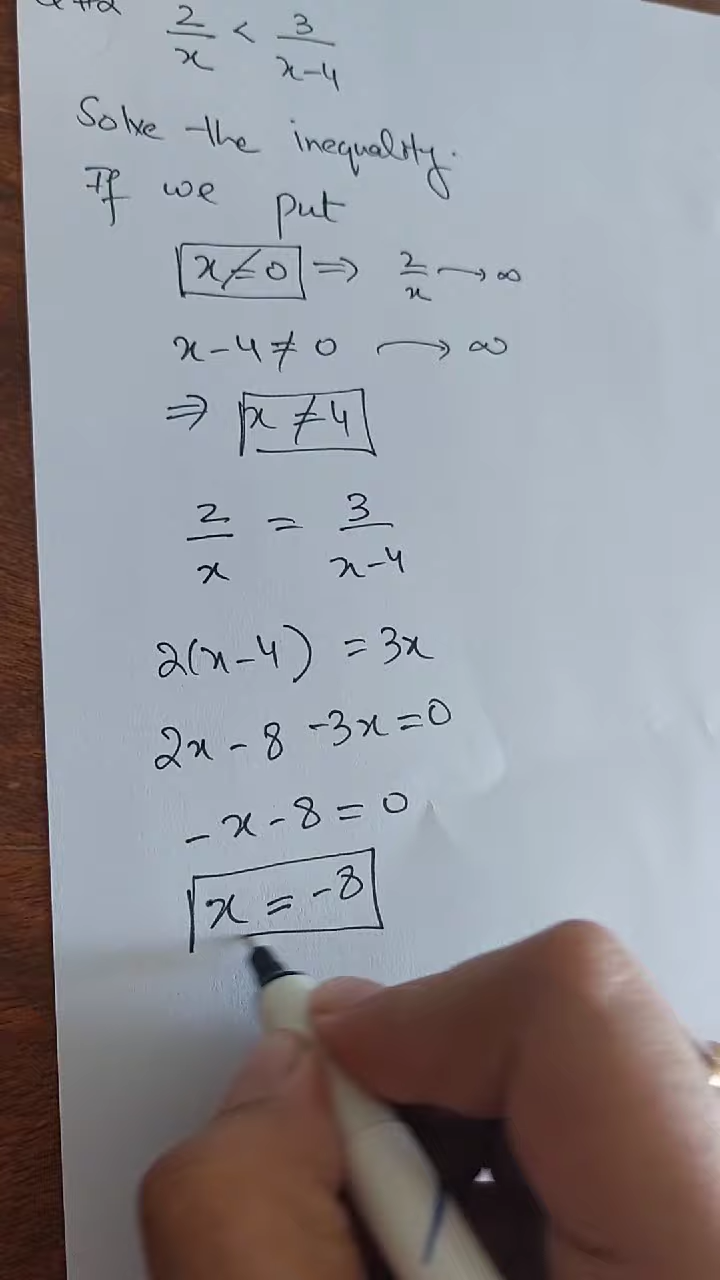 2/x < 3/(x-4)
Solve the inequality.
If we put
x≠0 ⇒ 2/x → ∞
x-4≠0 → ∞
⇒ x≠4
2/x = 3/(x-4)
2(x-4) = 3x
2x-8-3x=0
-x-8=0
x=-8